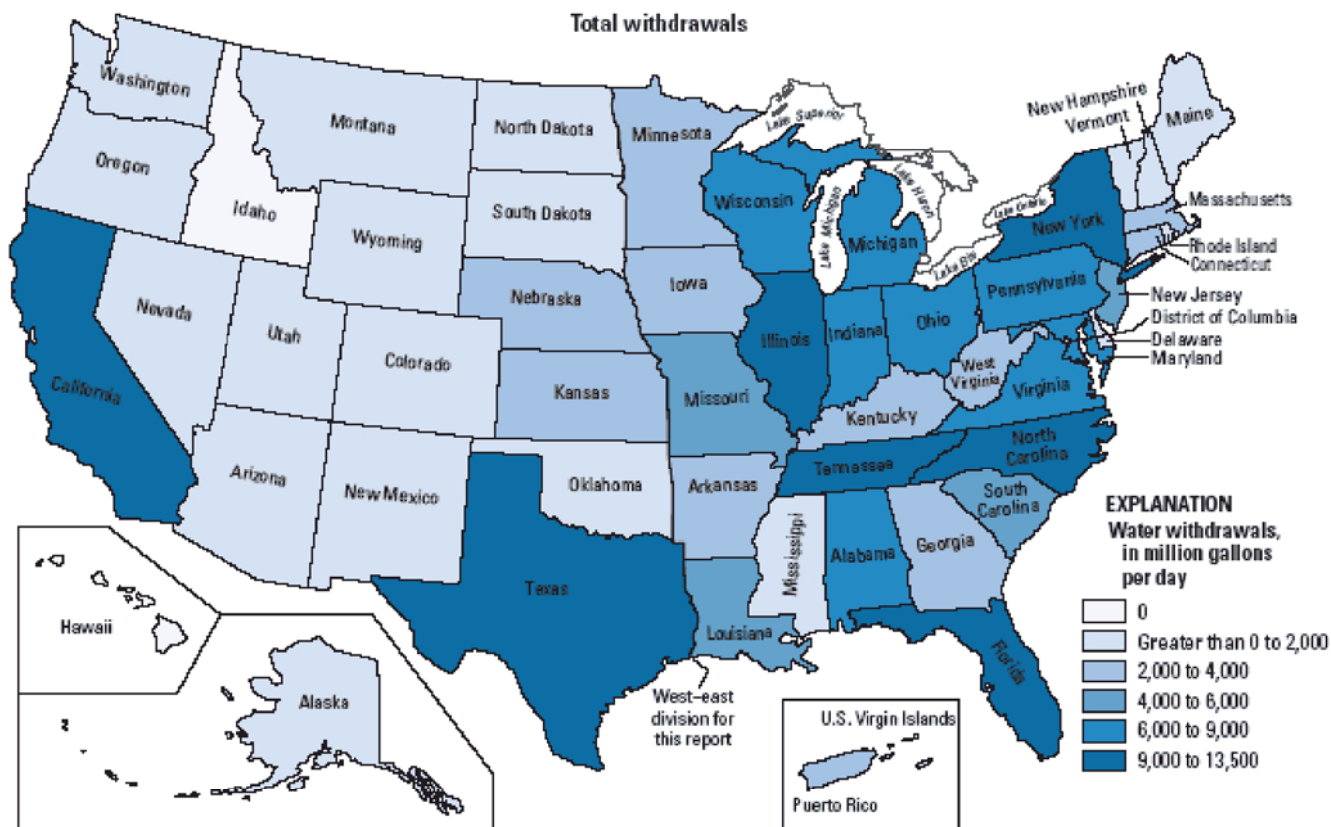 Total withdrawals
Washington
Montana
North Dakota
Minnesota
Lake Superior
New Hampshire
Vermont
Maine
Oregon
Idaho
Wyoming
South Dakota
Wisconsin
Lake Michigan
Michigan
Lake Huron
Lake Ontario
New York
Massachusetts
Rhode Island
Connecticut
Lake Erie
Nevada
Utah
Colorado
Nebraska
Iowa
Illinois
Indiana
Ohio
Pennsylvania
New Jersey
District of Columbia
Delaware
Maryland
California
Kansas
Missouri
West
Virginia
Virginia
Kentucky
Arizona
New Mexico
Oklahoma
Arkansas
Tennessee
North
Carolina
South
Carolina
Texas
Louisiana
Mississippi
Alabama
Georgia
Florida
Hawaii
Alaska
West–east
division for
this report
U.S. Virgin Islands
Puerto Rico
EXPLANATION
Water withdrawals,
in million gallons
per day
0
Greater than 0 to 2,000
2,000 to 4,000
4,000 to 6,000
6,000 to 9,000
9,000 to 13,500